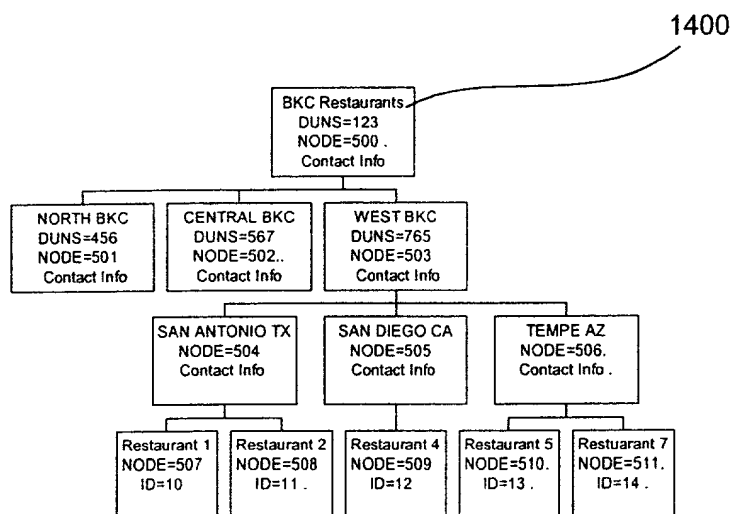 1400
BKC Restaurants
DUNS=123
NODE=500 .
Contact Info
NORTH BKC
DUNS=456
NODE=501
Contact Info
CENTRAL BKC
DUNS=567
NODE=502..
Contact Info
WEST BKC
DUNS=765
NODE=503
Contact Info
SAN ANTONIO TX
NODE=504
Contact Info
SAN DIEGO CA
NODE=505
Contact Info
TEMPE AZ
NODE=506.
Contact Info .
Restaurant 1
NODE=507
ID=10
Restaurant 2
NODE=508
ID=11 .
Restaurant 4
NODE=509
ID=12
Restaurant 5
NODE=510.
ID=13 .
Restuarant 7
NODE=511.
ID=14 .